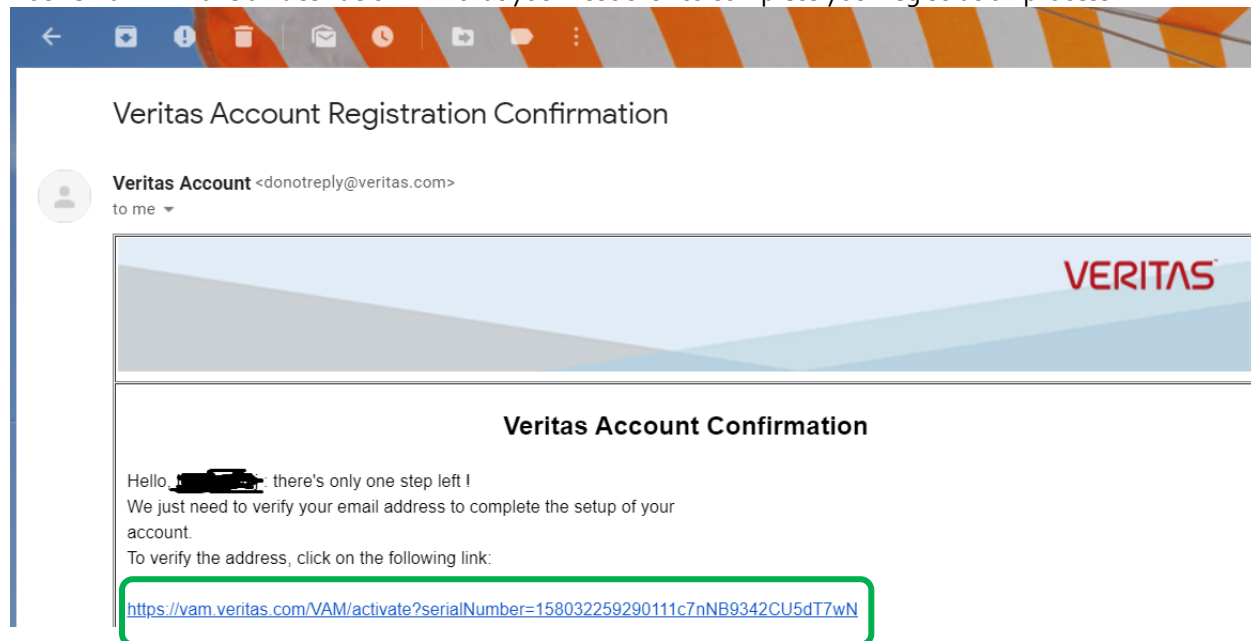 Veritas Account Registration Confirmation
Veritas Account <donotreply@veritas.com>
to me
VERITAS
Veritas Account Confirmation
Hello, : there's only one step left !
We just need to verify your email address to complete the setup of your
account.
To verify the address, click on the following link:
https://vam.veritas.com/VAM/activate?serialNumber=158032259290111c7nNB9342CU5dT7wN